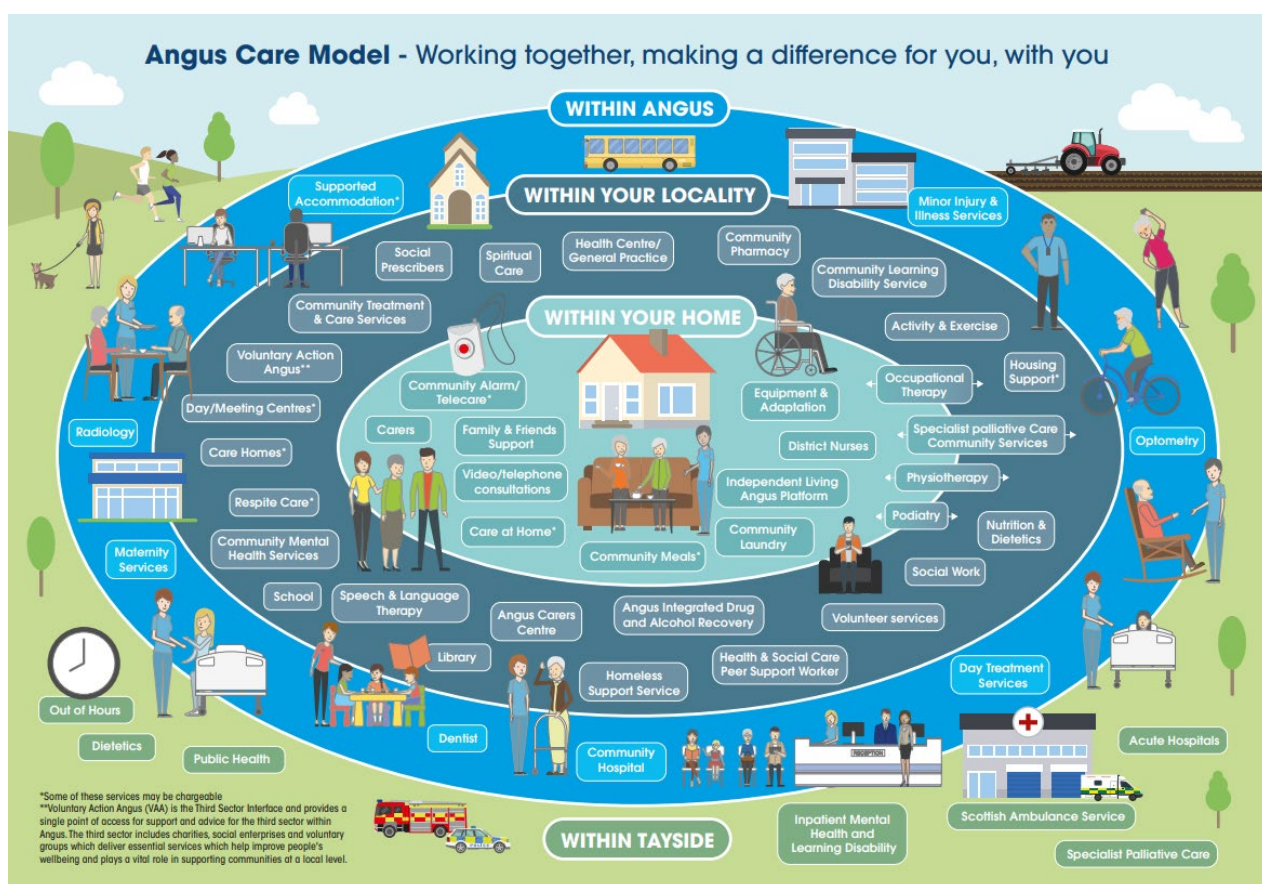 Angus Care Model - Working together, making a difference for you, with you
WITHIN ANGUS
WITHIN YOUR LOCALITY
Supported
Accommodation*
Minor Injury &
Illness Services
Social
Prescribers
Spiritual
Care
Health Centre/
General Practice
Community
Pharmacy
Community Learning
Disability Service
Community Treatment
& Care Services
WITHIN YOUR HOME
Activity & Exercise
Voluntary Action
Angus**
Housing
Support*
Community Alarm/
Telecare*
Equipment &
Adaptation
Occupational
Therapy
Day/Meeting Centres*
Radiology
Carers
Family & Friends
Support
District Nurses
Specialist palliative Care
Community Services
Optometry
Care Homes*
Video/telephone
consultations
Independent Living
Angus Platform
Physiotherapy
Respite Care*
Care at Home*
Community Meals*
Community
Laundry
Podiatry
Nutrition &
Dietetics
Maternity
Services
Community Mental
Health Services
Social Work
School
Speech & Language
Therapy
Angus Carers
Centre
Angus Integrated Drug
and Alcohol Recovery
Volunteer services
Library
Homeless
Support Service
Health & Social Care
Peer Support Worker
Day Treatment
Services
Out of Hours
Dietetics
Public Health
Dentist
Community
Hospital
RECEPTION
Acute Hospitals
*Some of these services may be chargeable
**Voluntary Action Angus (VAA) is the Third Sector Interface and provides a
single point of access for support and advice for the third sector within
Angus. The third sector includes charities, social enterprises and voluntary
groups which deliver essential services which help improve people's
wellbeing and plays a vital role in supporting communities at a local level.
WITHIN TAYSIDE
Inpatient Mental
Health and
Learning Disability
Scottish Ambulance Service
Specialist Palliative Care